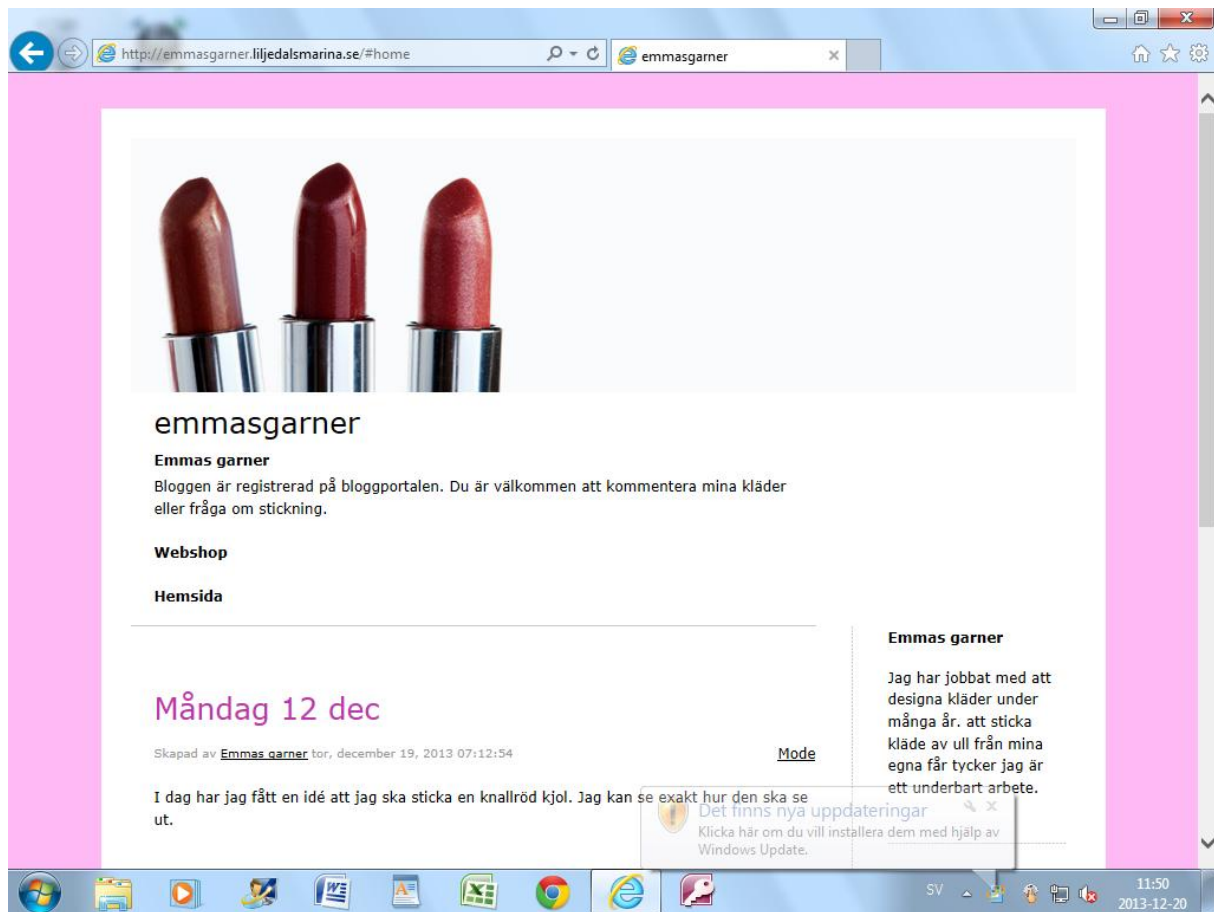 http://emmasgarner.liljedalsmarina.se/#home
emmasgarner
emmasgarner
Emmas garner
Bloggen är registrerad på bloggportalen. Du är välkommen att kommentera mina kläder
eller fråga om stickning.
Webshop
Hemsida
Måndag 12 dec
Skapad av Emmas garner tor, december 19, 2013 07:12:54
Mode
I dag har jag fått en idé att jag ska sticka en knallröd kjol. Jag kan se exakt hur den ska se
ut.
Emmas garner
Jag har jobbat med att
designa kläder under
många år. att sticka
kläde av ull från mina
egna får tycker jag är
ett underbart arbete.
Det finns nya uppdateringar
Klicka här om du vill installera dem med hjälp av
Windows Update.
SV
11:50
2013-12-20